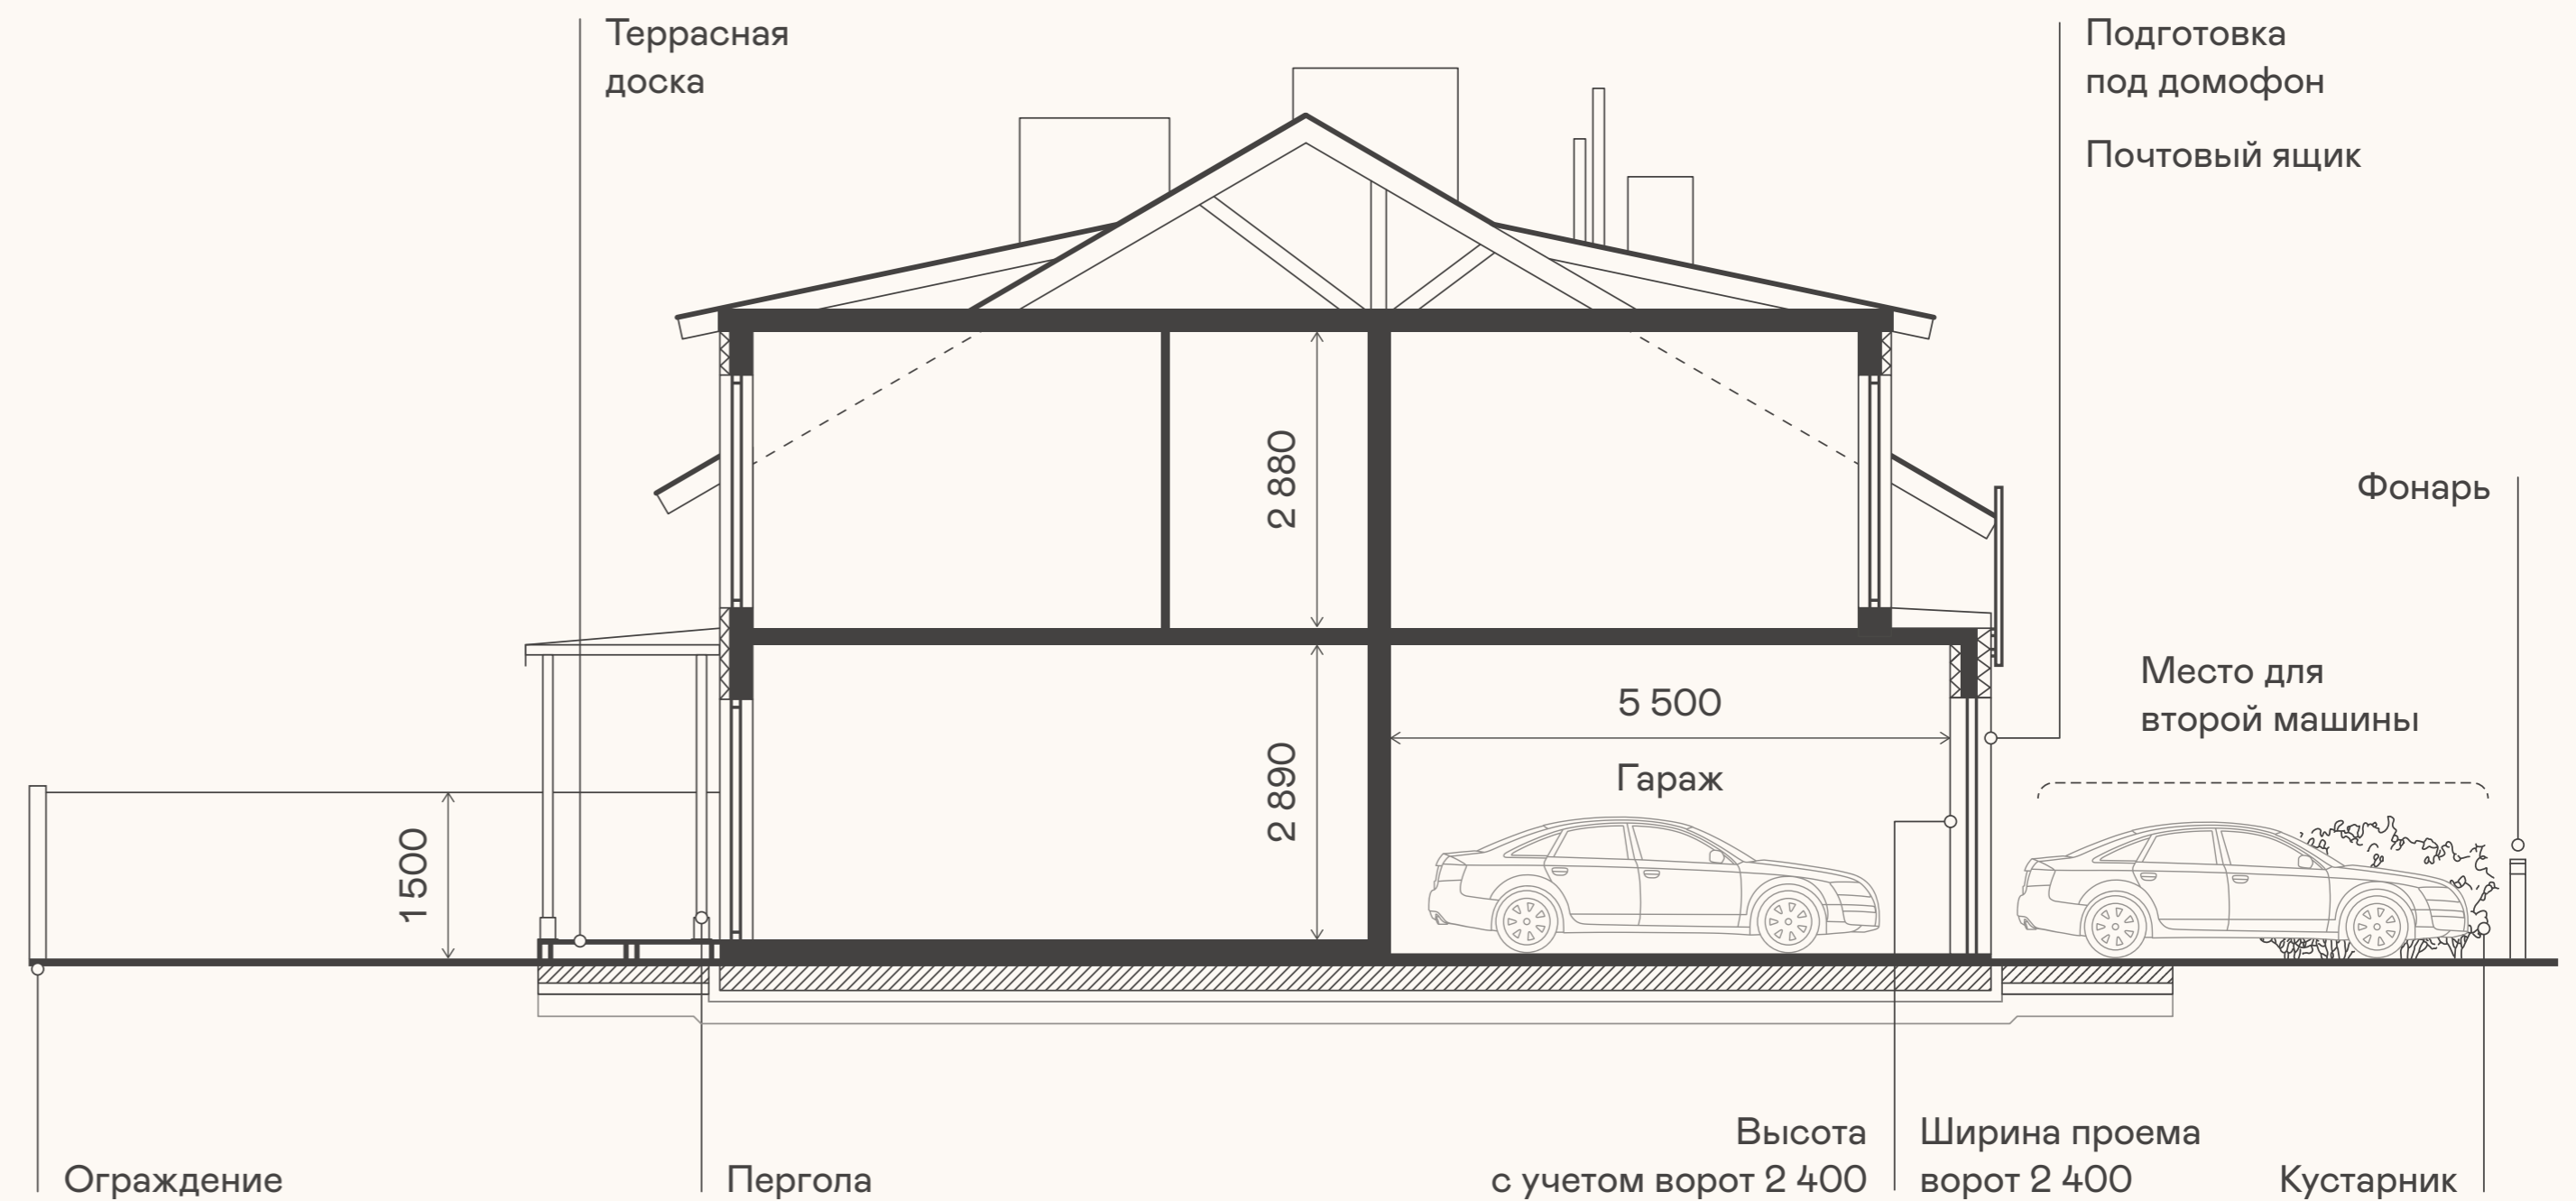 Террасная
доска
Подготовка
под домофон
Почтовый ящик
2 880
Фонарь
Место для
второй машины
5 500
Гараж
2 890
1 500
Ограждение
Пергола
Высота
с учетом ворот 2 400
Ширина проема
ворот 2 400
Кустарник